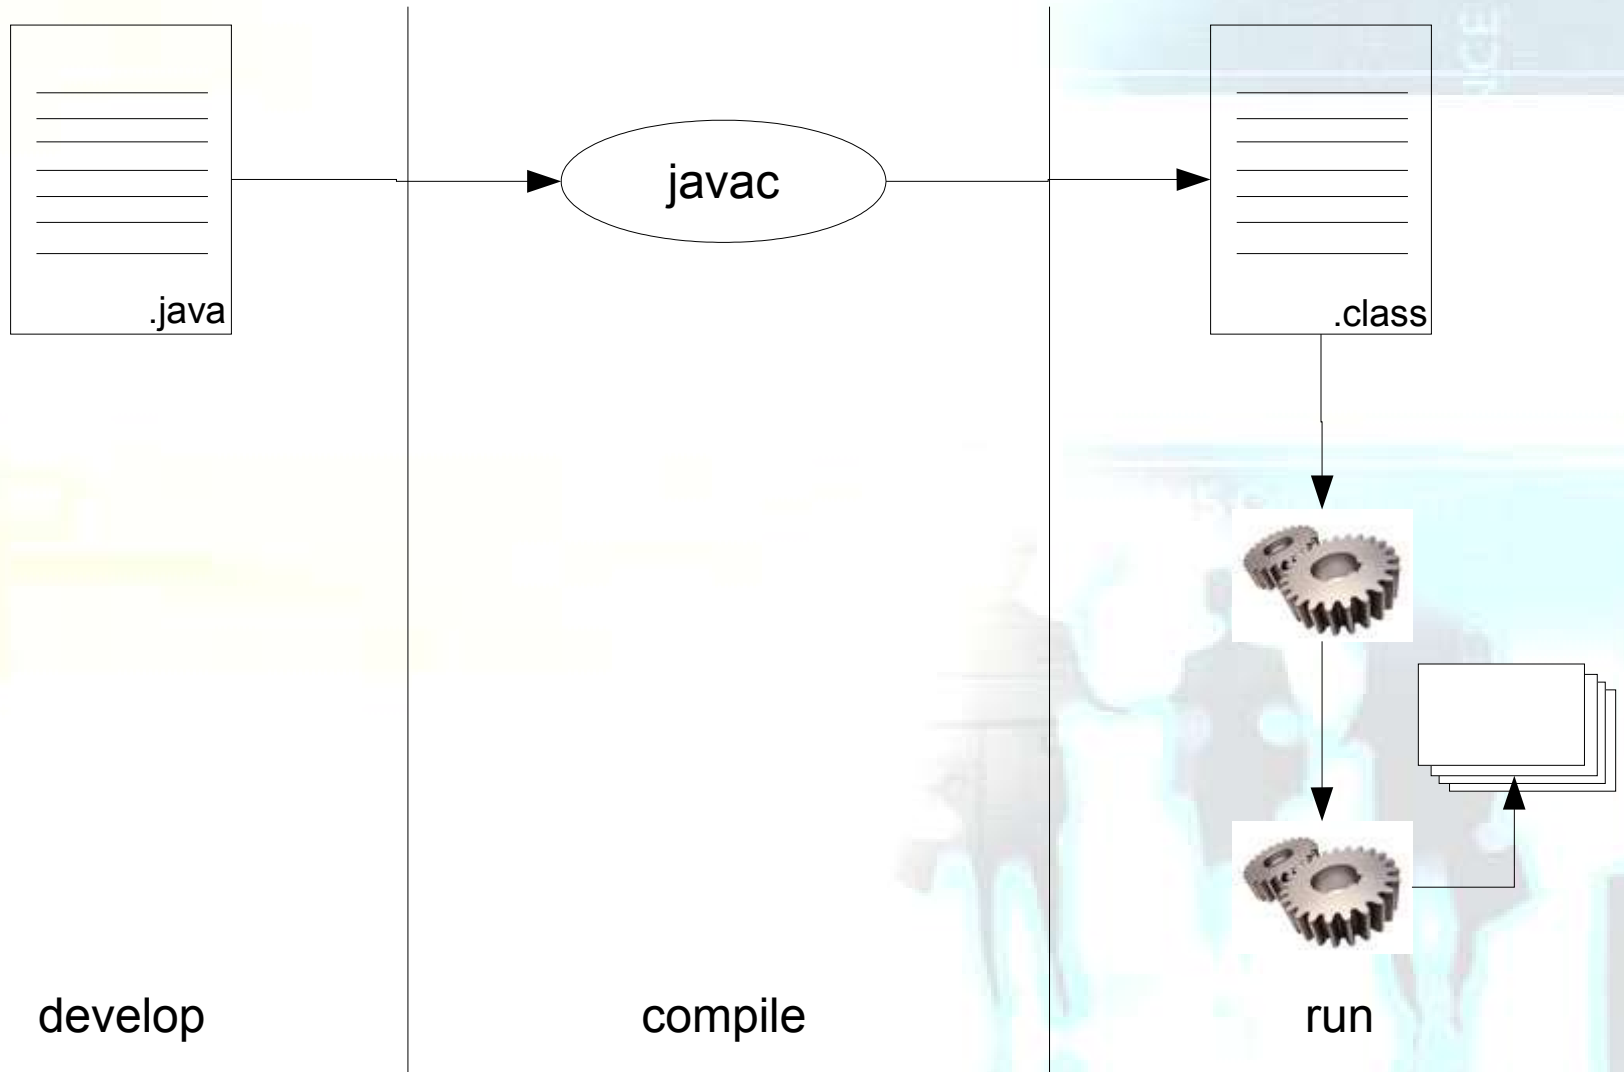 .java
javac
.class
develop
compile
run